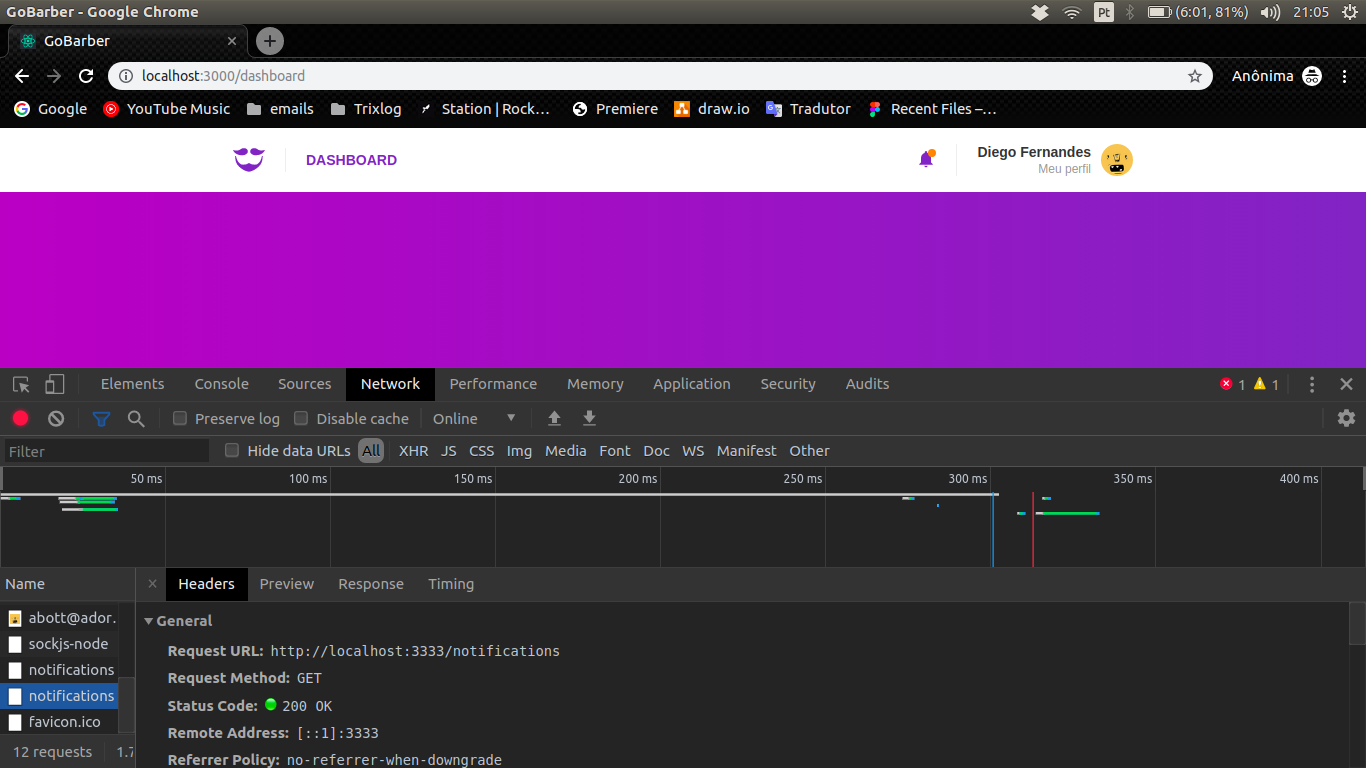 GoBarber - Google Chrome
Pt (6:01, 81%) 21:05
GoBarber
localhost:3000/dashboard
Anônima
Google YouTube Music emails Trixlog Station | Rock... Premiere draw.io Tradutor Recent Files –...
DASHBOARD
Diego Fernandes
Meu perfil
Elements Console Sources Network Performance Memory Application Security Audits 1 1
Preserve log Disable cache Online
Filter Hide data URLs All XHR JS CSS Img Media Font Doc WS Manifest Other
50 ms 100 ms 150 ms 200 ms 250 ms 300 ms 350 ms 400 ms
Name Headers Preview Response Timing
abott@ador.
sockjs-node
notifications
notifications
favicon.ico
12 requests 1.7
General
Request URL: http://localhost:3333/notifications
Request Method: GET
Status Code: 200 OK
Remote Address: [::1]:3333
Referrer Policy: no-referrer-when-downgrade